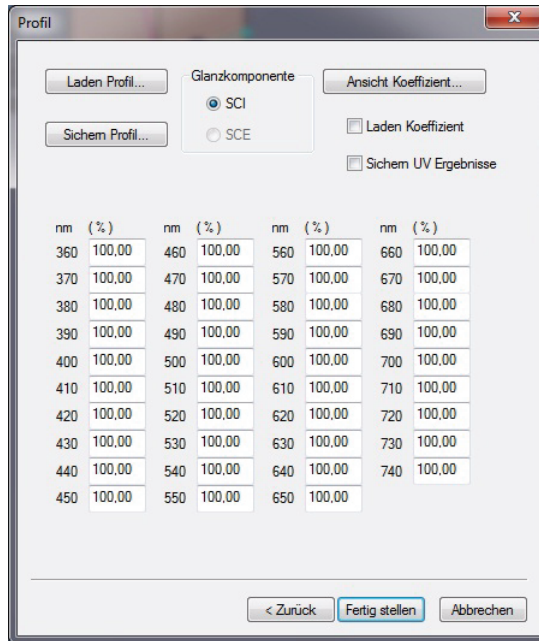 Profil
Laden Profil... Glanzkomponente Ansicht Koeffizient...
SCI
Laden Koeffizient
Sichern Profil... SCE
Sichern UV Ergebnisse
nm (%) nm (%) nm (%) nm (%)
360 100,00 460 100,00 560 100,00 660 100,00
370 100,00 470 100,00 570 100,00 670 100,00
380 100,00 480 100,00 580 100,00 680 100,00
390 100,00 490 100,00 590 100,00 690 100,00
400 100,00 500 100,00 600 100,00 700 100,00
410 100,00 510 100,00 610 100,00 710 100,00
420 100,00 520 100,00 620 100,00 720 100,00
430 100,00 530 100,00 630 100,00 730 100,00
440 100,00 540 100,00 640 100,00 740 100,00
450 100,00 550 100,00 650 100,00
< Zurück Fertig stellen Abbrechen